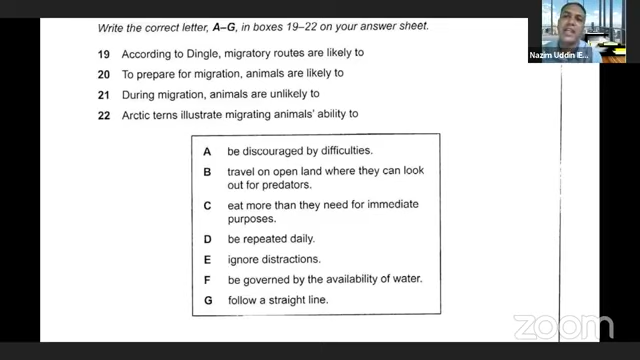 Write the correct letter, A–G, in boxes 19–22 on your answer sheet.
19 According to Dingle, migratory routes are likely to
20 To prepare for migration, animals are likely to
21 During migration, animals are unlikely to
22 Arctic terns illustrate migrating animals' ability to
A be discouraged by difficulties.
B travel on open land where they can look
out for predators.
C eat more than they need for immediate
purposes.
D be repeated daily.
E ignore distractions.
F be governed by the availability of water.
G follow a straight line.
Nazim Uddin IE...
zoom